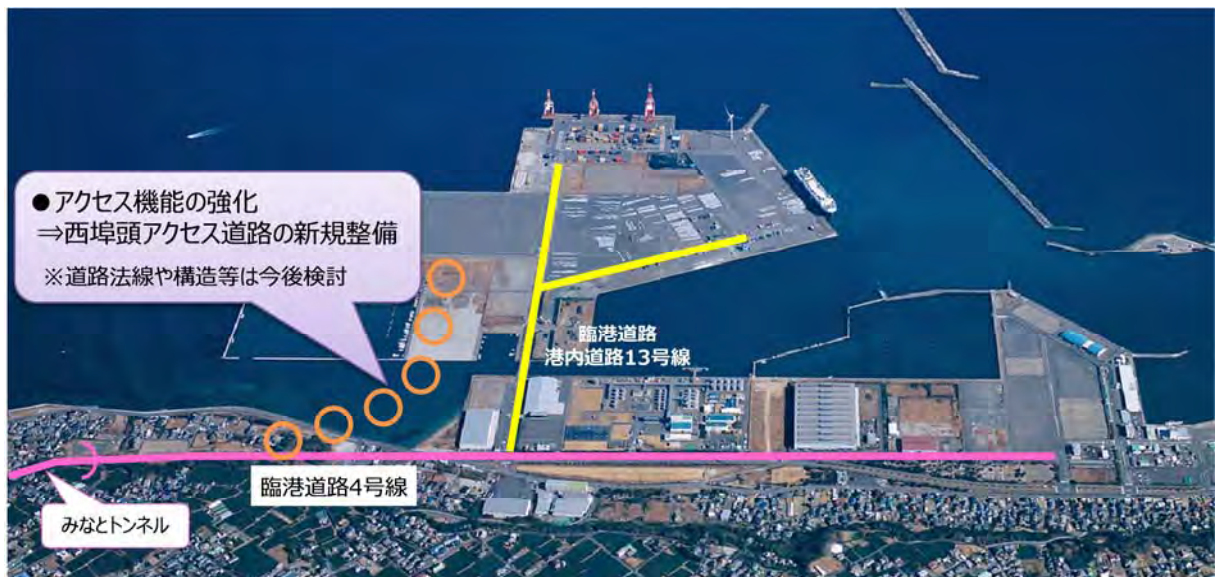 ●アクセス機能の強化
⇒西埠頭アクセス道路の新規整備
※道路法線や構造等は今後検討
臨港道路
港内道路13号線
臨港道路4号線
みなとトンネル